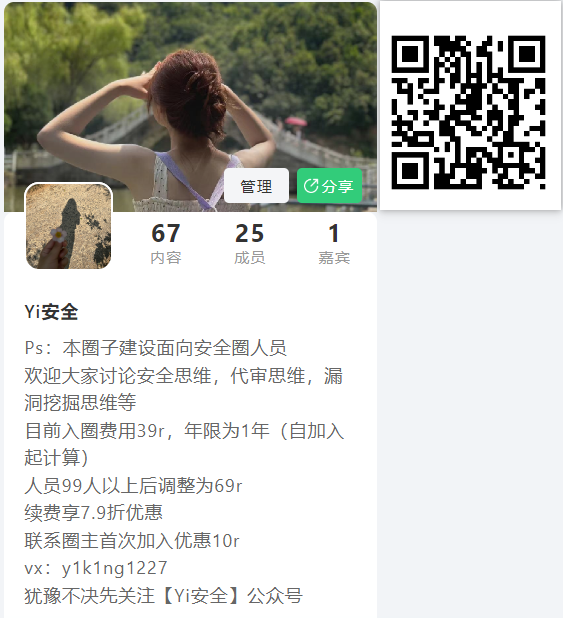 管理
分享
67
25
1
内容
成员
嘉宾
Yi安全
Ps：本圈子建设面向安全圈人员
欢迎大家讨论安全思维，代审思维，漏
洞挖掘思维等
目前入圈费用39r，年限为1年（自加入
起计算）
人员99人以上后调整为69r
续费享7.9折优惠
联系圈主首次加入优惠10r
vx：y1k1ng1227
犹豫不决先关注【Yi安全】公众号